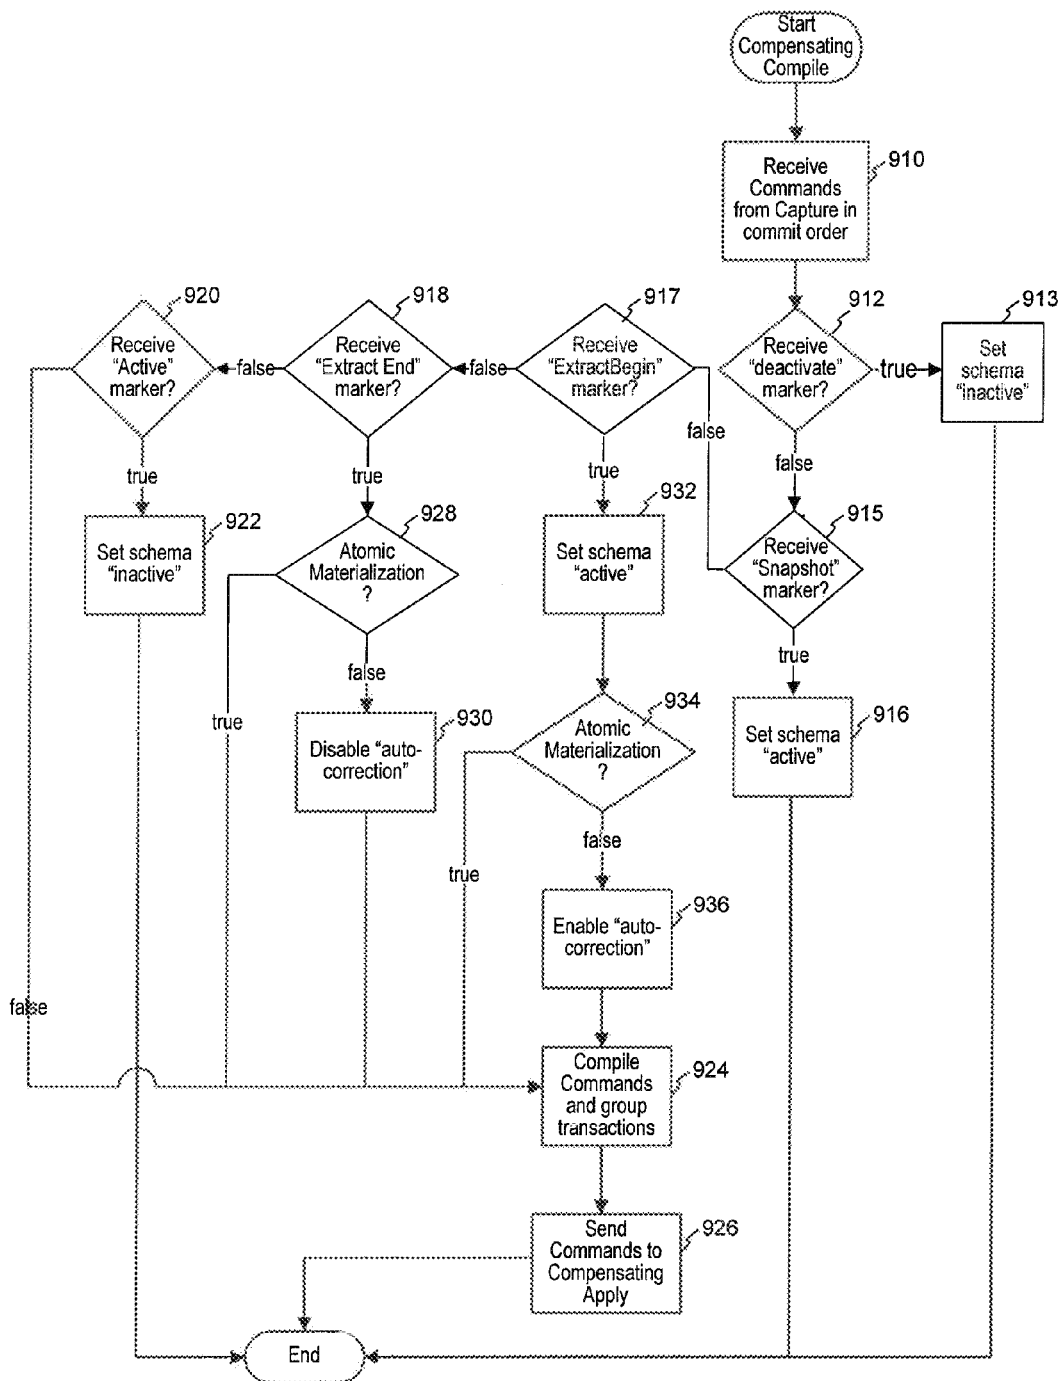 Start
Compensating
Compile
Receive
Commands
from Capture in
commit order
910
920
918
917
912
913
Receive
"Active"
marker?
false
Receive
"Extract End"
marker?
false
Receive
"ExtractBegin"
marker?
false
Receive
"deactivate"
marker?
true
Set
schema
"inactive"
true
true
true
false
922
Set schema
"inactive"
928
Atomic
Materialization
?
932
Set schema
"active"
915
Receive
"Snapshot"
marker?
true
false
true
930
Disable "auto-
correction"
934
Atomic
Materialization
?
916
Set schema
"active"
true
false
936
Enable "auto-
correction"
false
Compile
Commands
and group
transactions
924
Send
Commands to
Compensating
Apply
926
End